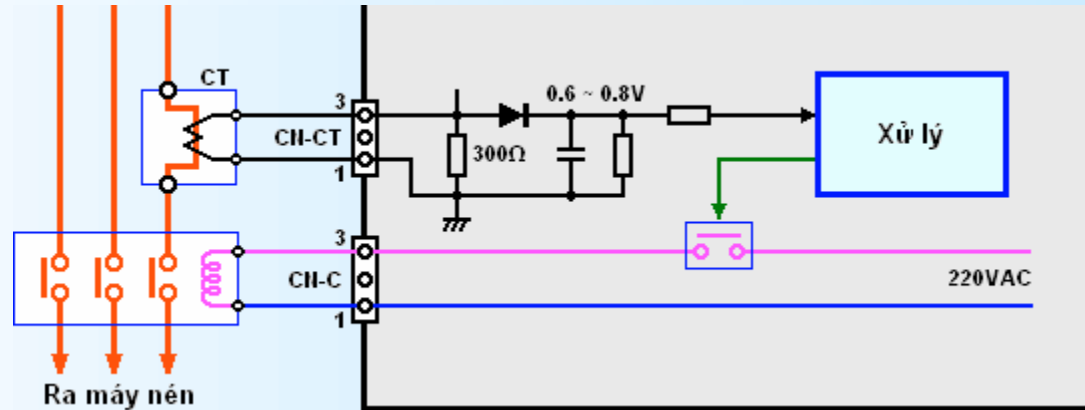 CT
3
0.6 ~ 0.8V
CN-CT
300Ω
Xử lý
1
3
CN-C
220VAC
1
Ra máy nén